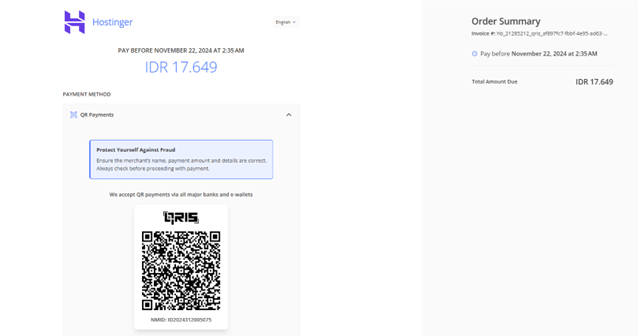 Hostinger
English
PAY BEFORE NOVEMBER 22, 2024 AT 2:35 AM
IDR 17.649
PAYMENT METHOD
QR Payments
Protect Yourself Against Fraud
Ensure the merchant's name, payment amount and details are correct.
Always check before proceeding with payment.
We accept QR payments via all major banks and e-wallets
QRIS
NMID: ID2024312005075
Order Summary
Invoice #: hb_21285212_qris_af897fc7-fbbf-4e95-ad63-...
Pay before November 22, 2024 at 2:35 AM
Total Amount Due
IDR 17.649